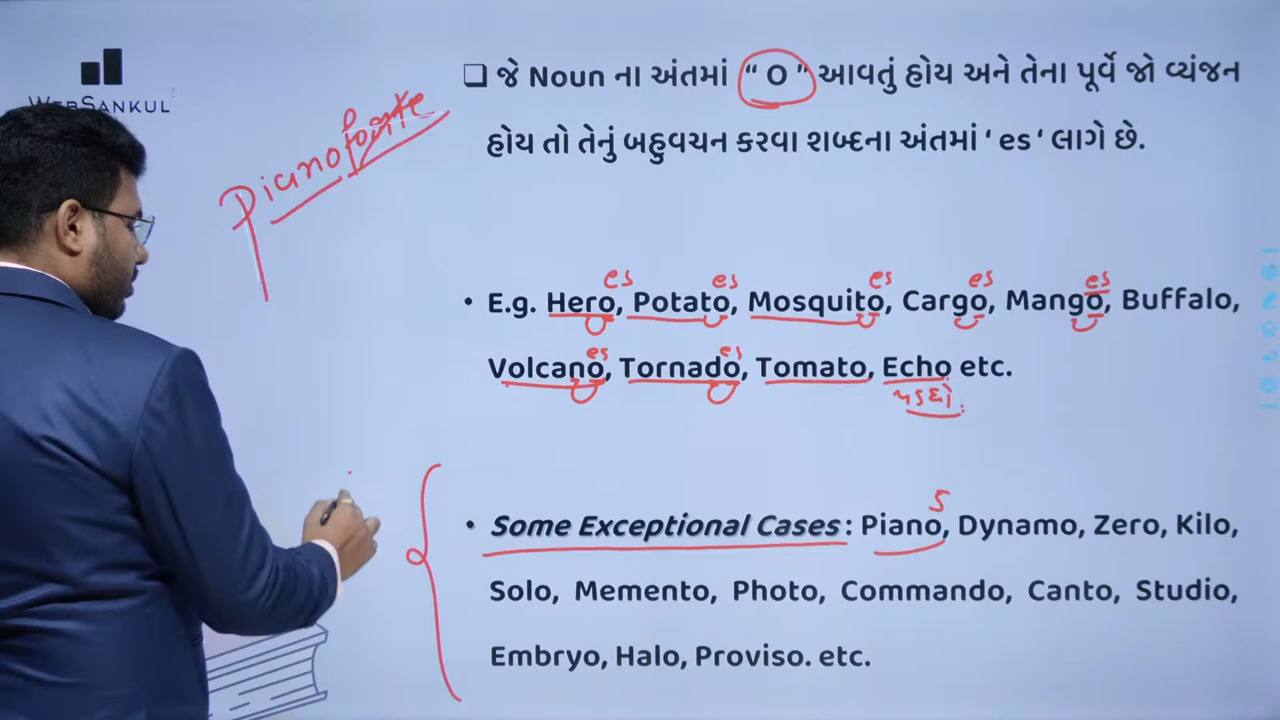 WEBSANKUL
Pianoforte
❑ જે Noun ના અંતમાં “ O ” આવતું હોય અને તેના પૂર્વે જો વ્યંજન
હોય તો તેનું બહુવચન કરવા શબ્દના અંતમાં ‘ es ‘ લાગે છે.
es es es es es
• E.g. Hero, Potato, Mosquito, Cargo, Mango, Buffalo,
es es
Volcano, Tornado, Tomato, Echo etc.
પડઘો
s
• Some Exceptional Cases: Piano, Dynamo, Zero, Kilo,
Solo, Memento, Photo, Commando, Canto, Studio,
Embryo, Halo, Proviso. etc.